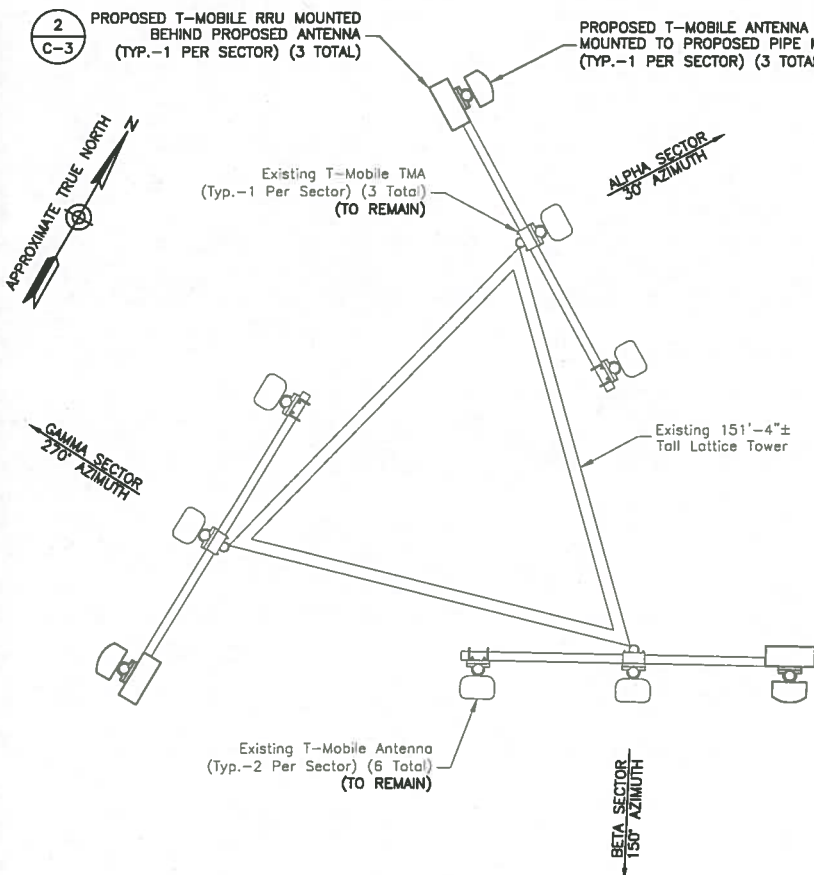 2
C-3
PROPOSED T-MOBILE RRU MOUNTED
BEHIND PROPOSED ANTENNA
(TYP.-1 PER SECTOR) (3 TOTAL)
PROPOSED T-MOBILE ANTENNA
MOUNTED TO PROPOSED PIPE
(TYP.-1 PER SECTOR) (3 TOTAL
APPROXIMATE TRUE NORTH
N
Existing T-Mobile TMA
(Typ.-1 Per Sector) (3 Total)
(TO REMAIN)
ALPHA SECTOR
30° AZIMUTH
Existing 151'-4"±
Tall Lattice Tower
GAMMA SECTOR
270° AZIMUTH
Existing T-Mobile Antenna
(Typ.-2 Per Sector) (6 Total)
(TO REMAIN)
BETA SECTOR
150° AZIMUTH